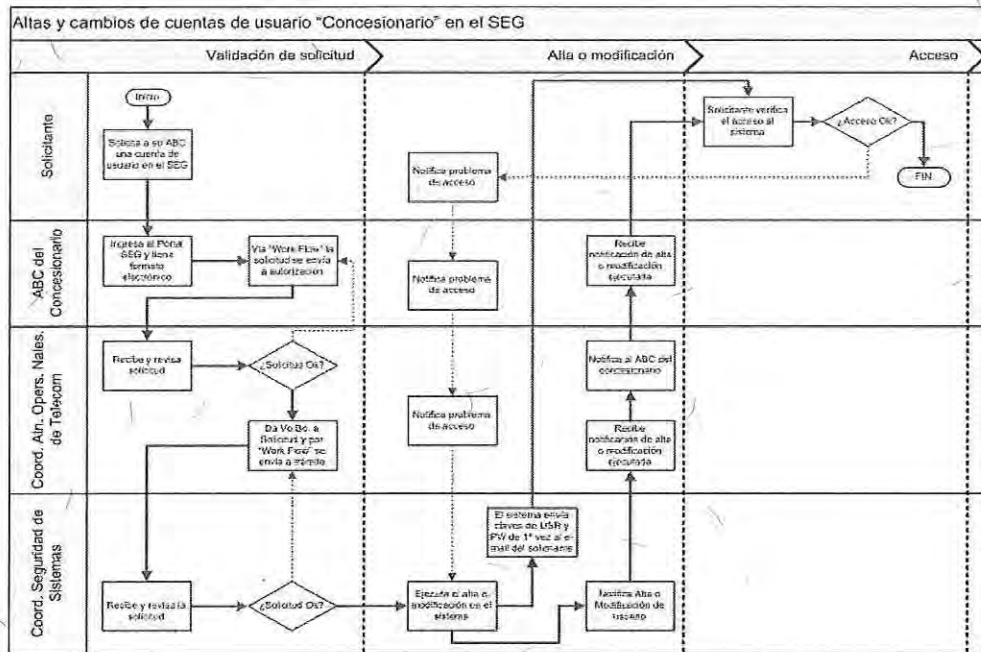 Altas y cambios de cuentas de usuario “Concesionario” en el SEG
Validación de solicitud
Alta o modificación
Acceso
Solicitante
Inicio
Solicita a su ABC
una cuenta de
usuario en el SEG
Notifica problema
de acceso
Solicitante verifica
el acceso al
sistema
¿Acceso Ok?
FIN
ABC del
Concesionario
Ingresa al Portal
SEG y llena
formato
electrónico
Vía “Work Flow” la
solicitud se envía
a autorización
Notifica problema
de acceso
Recibe
notificación de alta
o modificación
ejecutada
Coord. Atn. Opers. Nales.
de Telecom
Recibe y revisa
solicitud
¿Solicitud Ok?
Da Vo Bo. a
Solicitud y por
“Work Flow” se
envía a trámite
Notifica problema
de acceso
Notifica al ABC del
concesionario
Recibe
notificación de alta
o modificación
ejecutada
Coord. Seguridad de
Sistemas
Recibe y revisa la
solicitud
¿Solicitud Ok?
Ejecuta el alta o
modificación en el
sistema
El sistema envía
claves de USR y
PW de 1ª vez al e-
mail del solicitante
Notifica Alta o
Modificación de
usuario